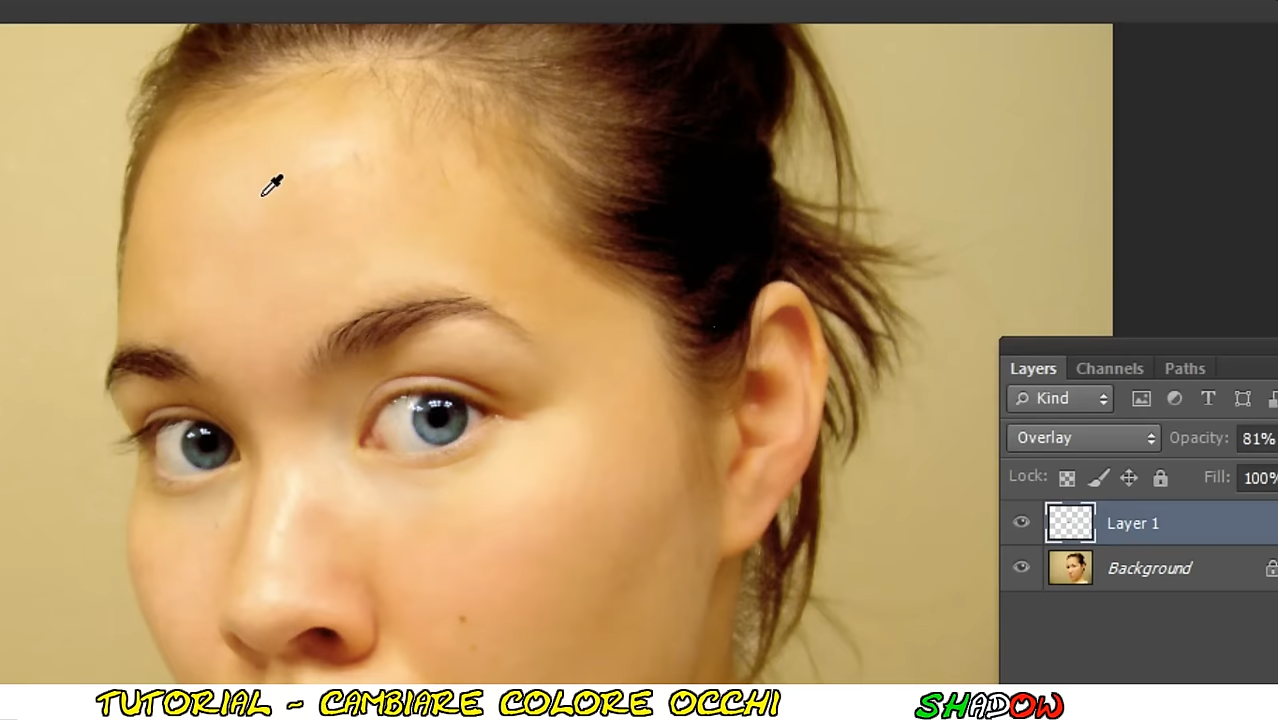 Layers Channels Paths
Kind T
Overlay Opacity: 81%
Lock: Fill: 100%
Layer 1
Background
TUTORIAL ~ CAMBIARE COLORE OCCHI SHADOW